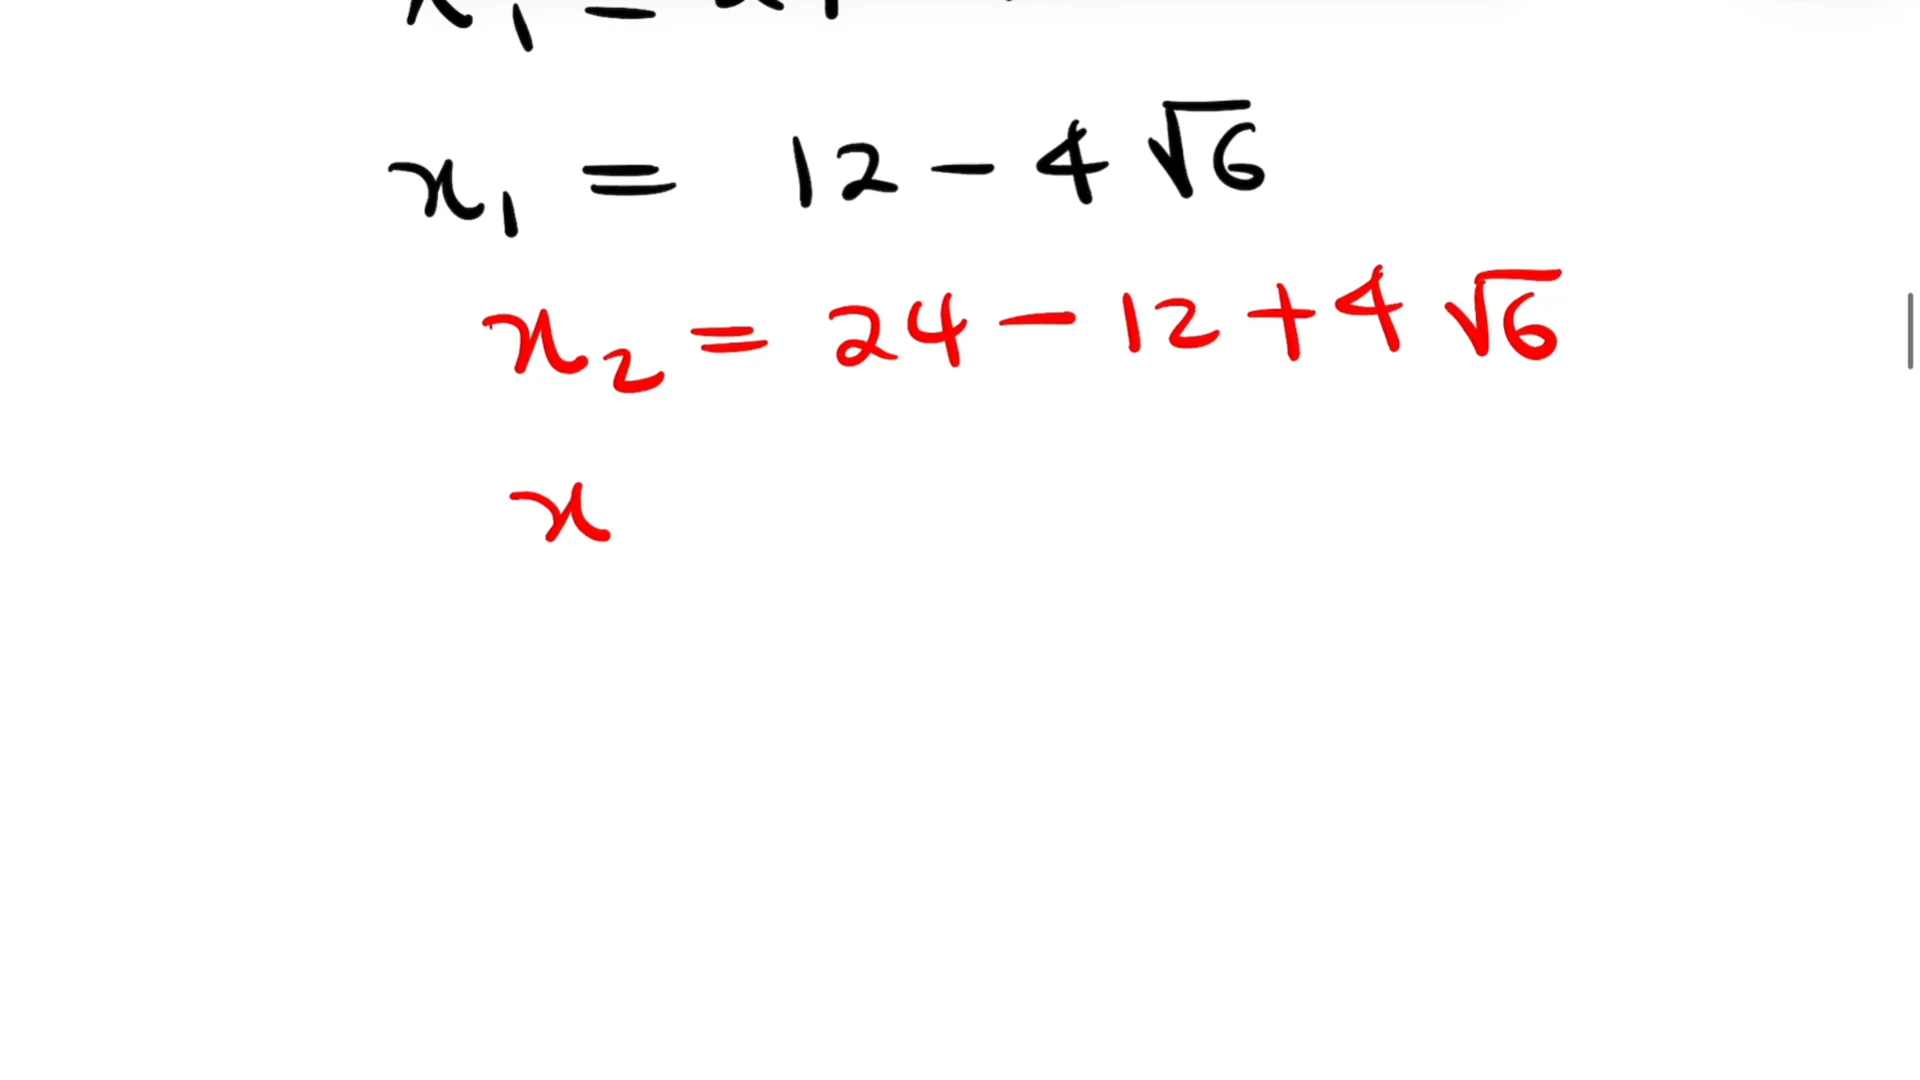 x₁ = 12 - 4 √6
x₂ = 24 - 12 + 4 √6
x